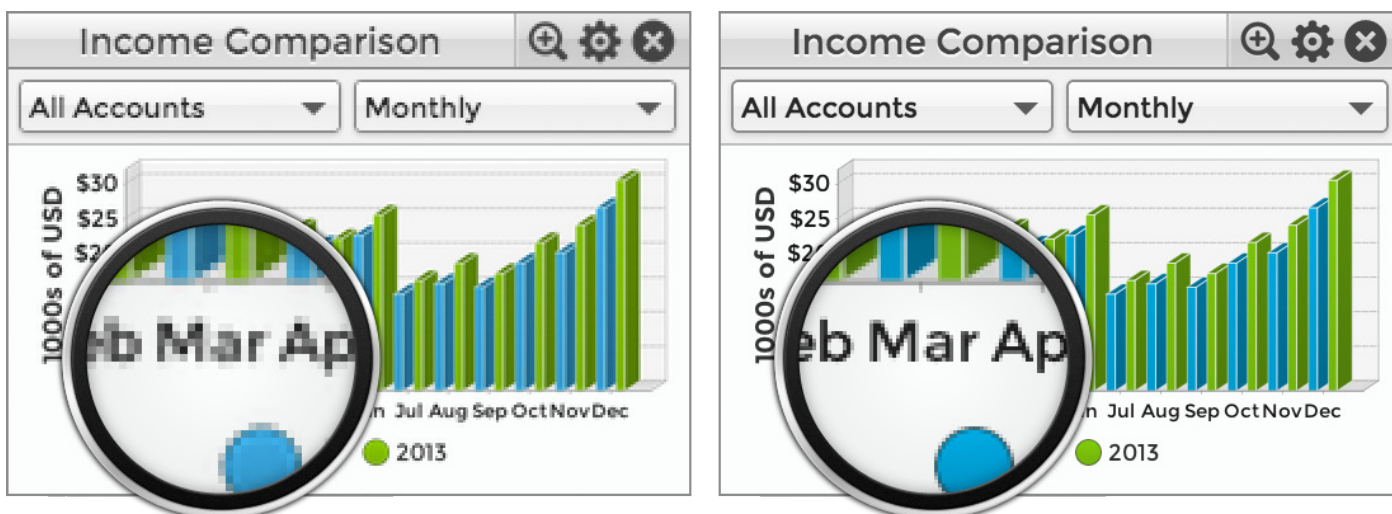 Income Comparison
All Accounts
Monthly
1000s of USD
$30
$25
$2
eb Mar Ap
n Jul Aug Sep Oct Nov Dec
2013
Income Comparison
All Accounts
Monthly
1000s of USD
$30
$25
$2
eb Mar Ap
n Jul Aug Sep Oct Nov Dec
2013